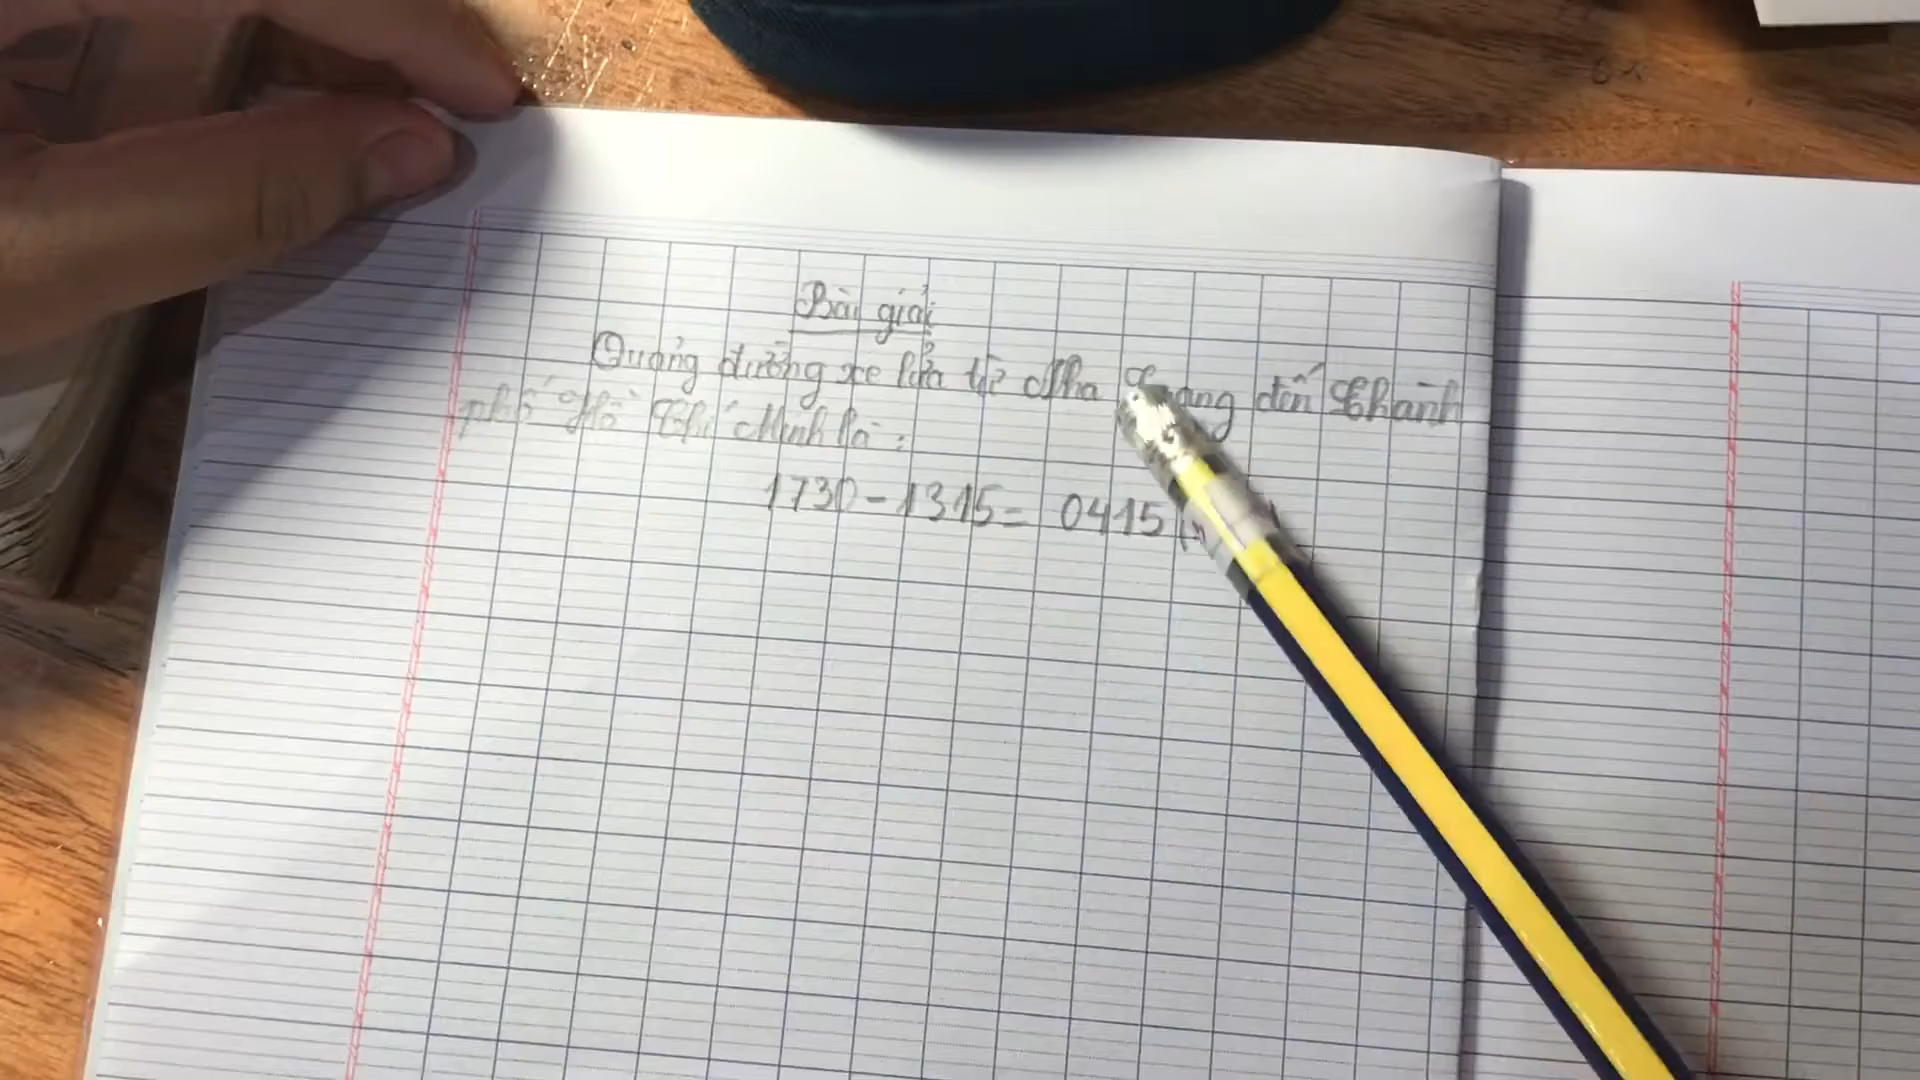 Bài giải
Quảng đường xe lửa từ Nha Trang đến Thành
phố Hồ Chí Minh là:
1730 - 1315 = 0415 (